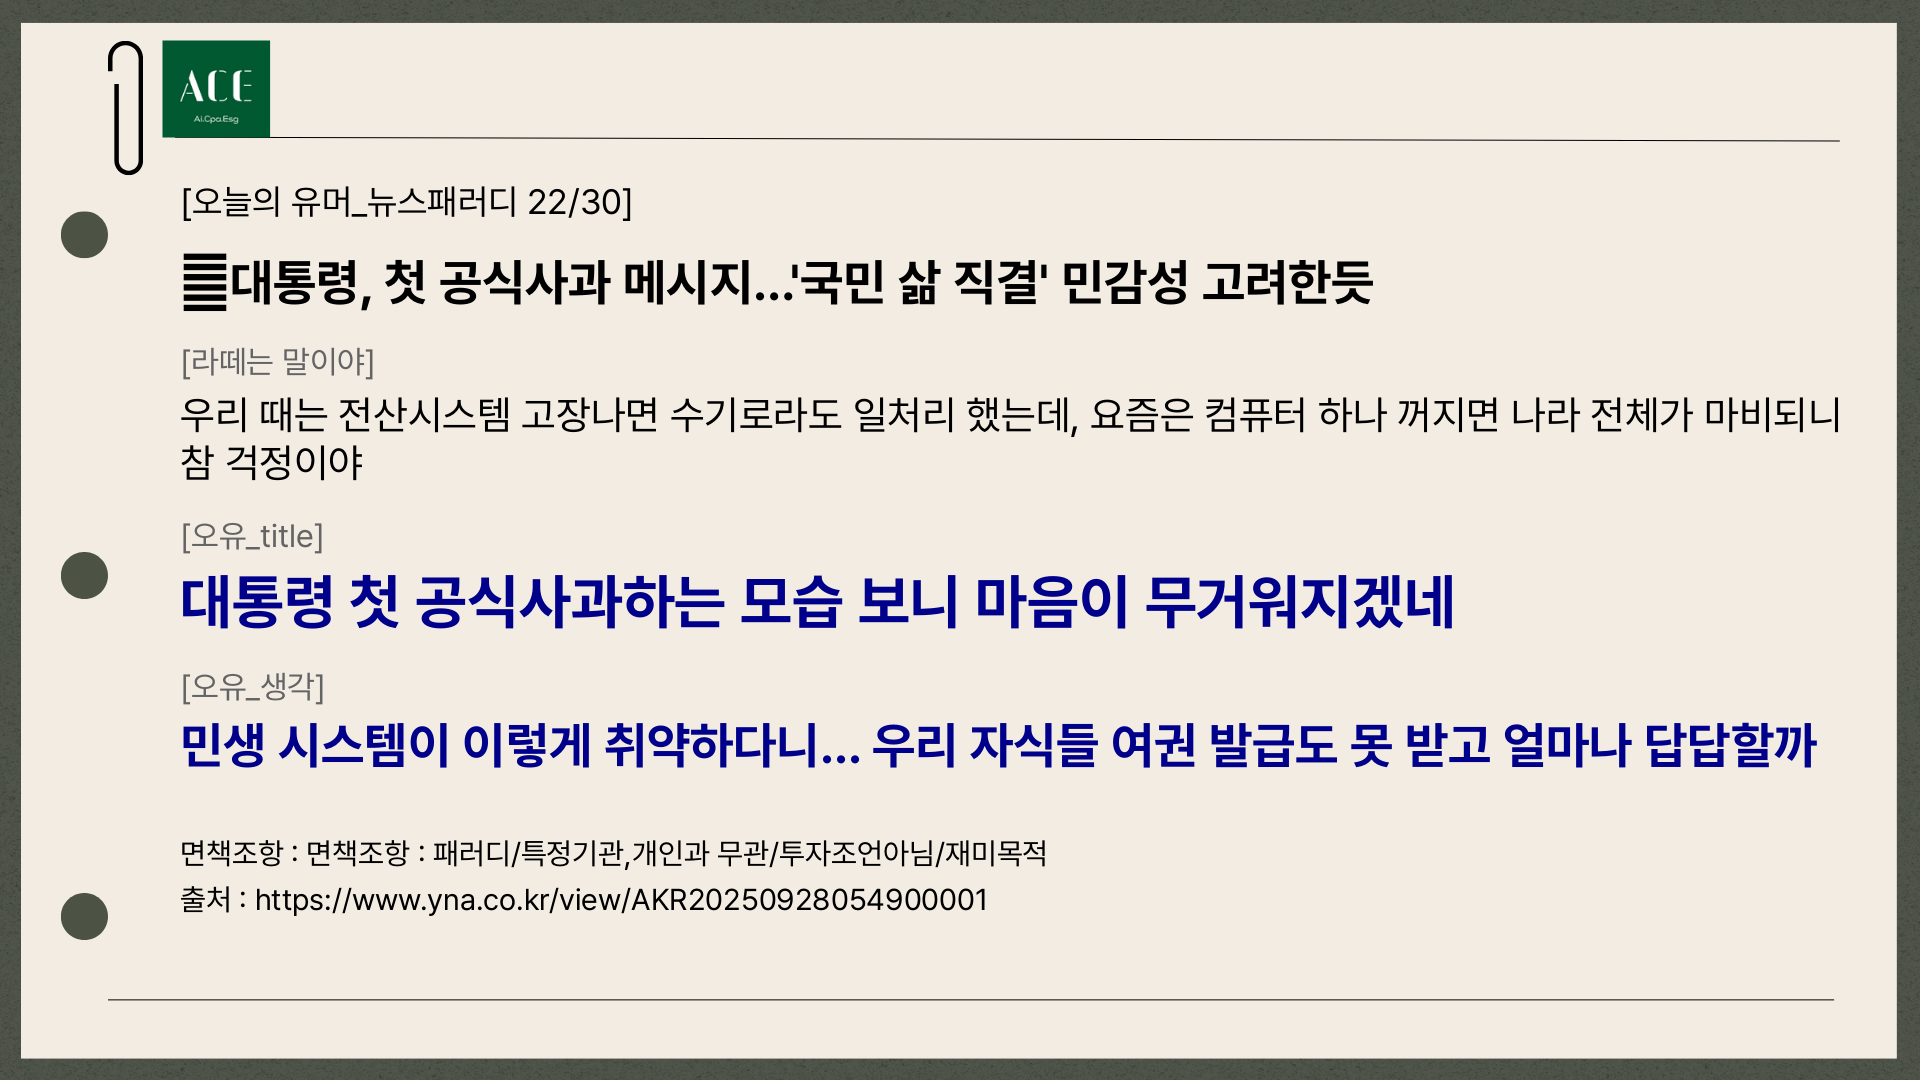 ACE
Ai.Cpa.Esg
[오늘의 유머_뉴스패러디 22/30]
䷀대통령, 첫 공식사과 메시지...'국민 삶 직결' 민감성 고려한듯
[라떼는 말이야]
우리 때는 전산시스템 고장나면 수기로라도 일처리 했는데, 요즘은 컴퓨터 하나 꺼지면 나라 전체가 마비되니
참 걱정이야
[오유_title]
대통령 첫 공식사과하는 모습 보니 마음이 무거워지겠네
[오유_생각]
민생 시스템이 이렇게 취약하다니... 우리 자식들 여권 발급도 못 받고 얼마나 답답할까
면책조항 : 면책조항 : 패러디/특정기관,개인과 무관/투자조언아님/재미목적
출처 : https://www.yna.co.kr/view/AKR20250928054900001